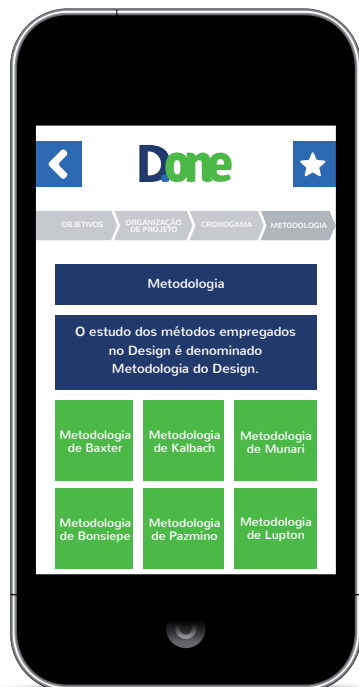 D.one
OBJETIVOS
ORGANIZAÇÃO
DE PROJETO
CRONOGAMA
METODOLOGIA
Metodologia
O estudo dos métodos empregados
no Design é denominado
Metodologia do Design.
Metodologia
de Baxter
Metodologia
de Kalbach
Metodologia
de Munari
Metodologia
de Bonsiepe
Metodologia
de Pazmino
Metodologia
de Lupton